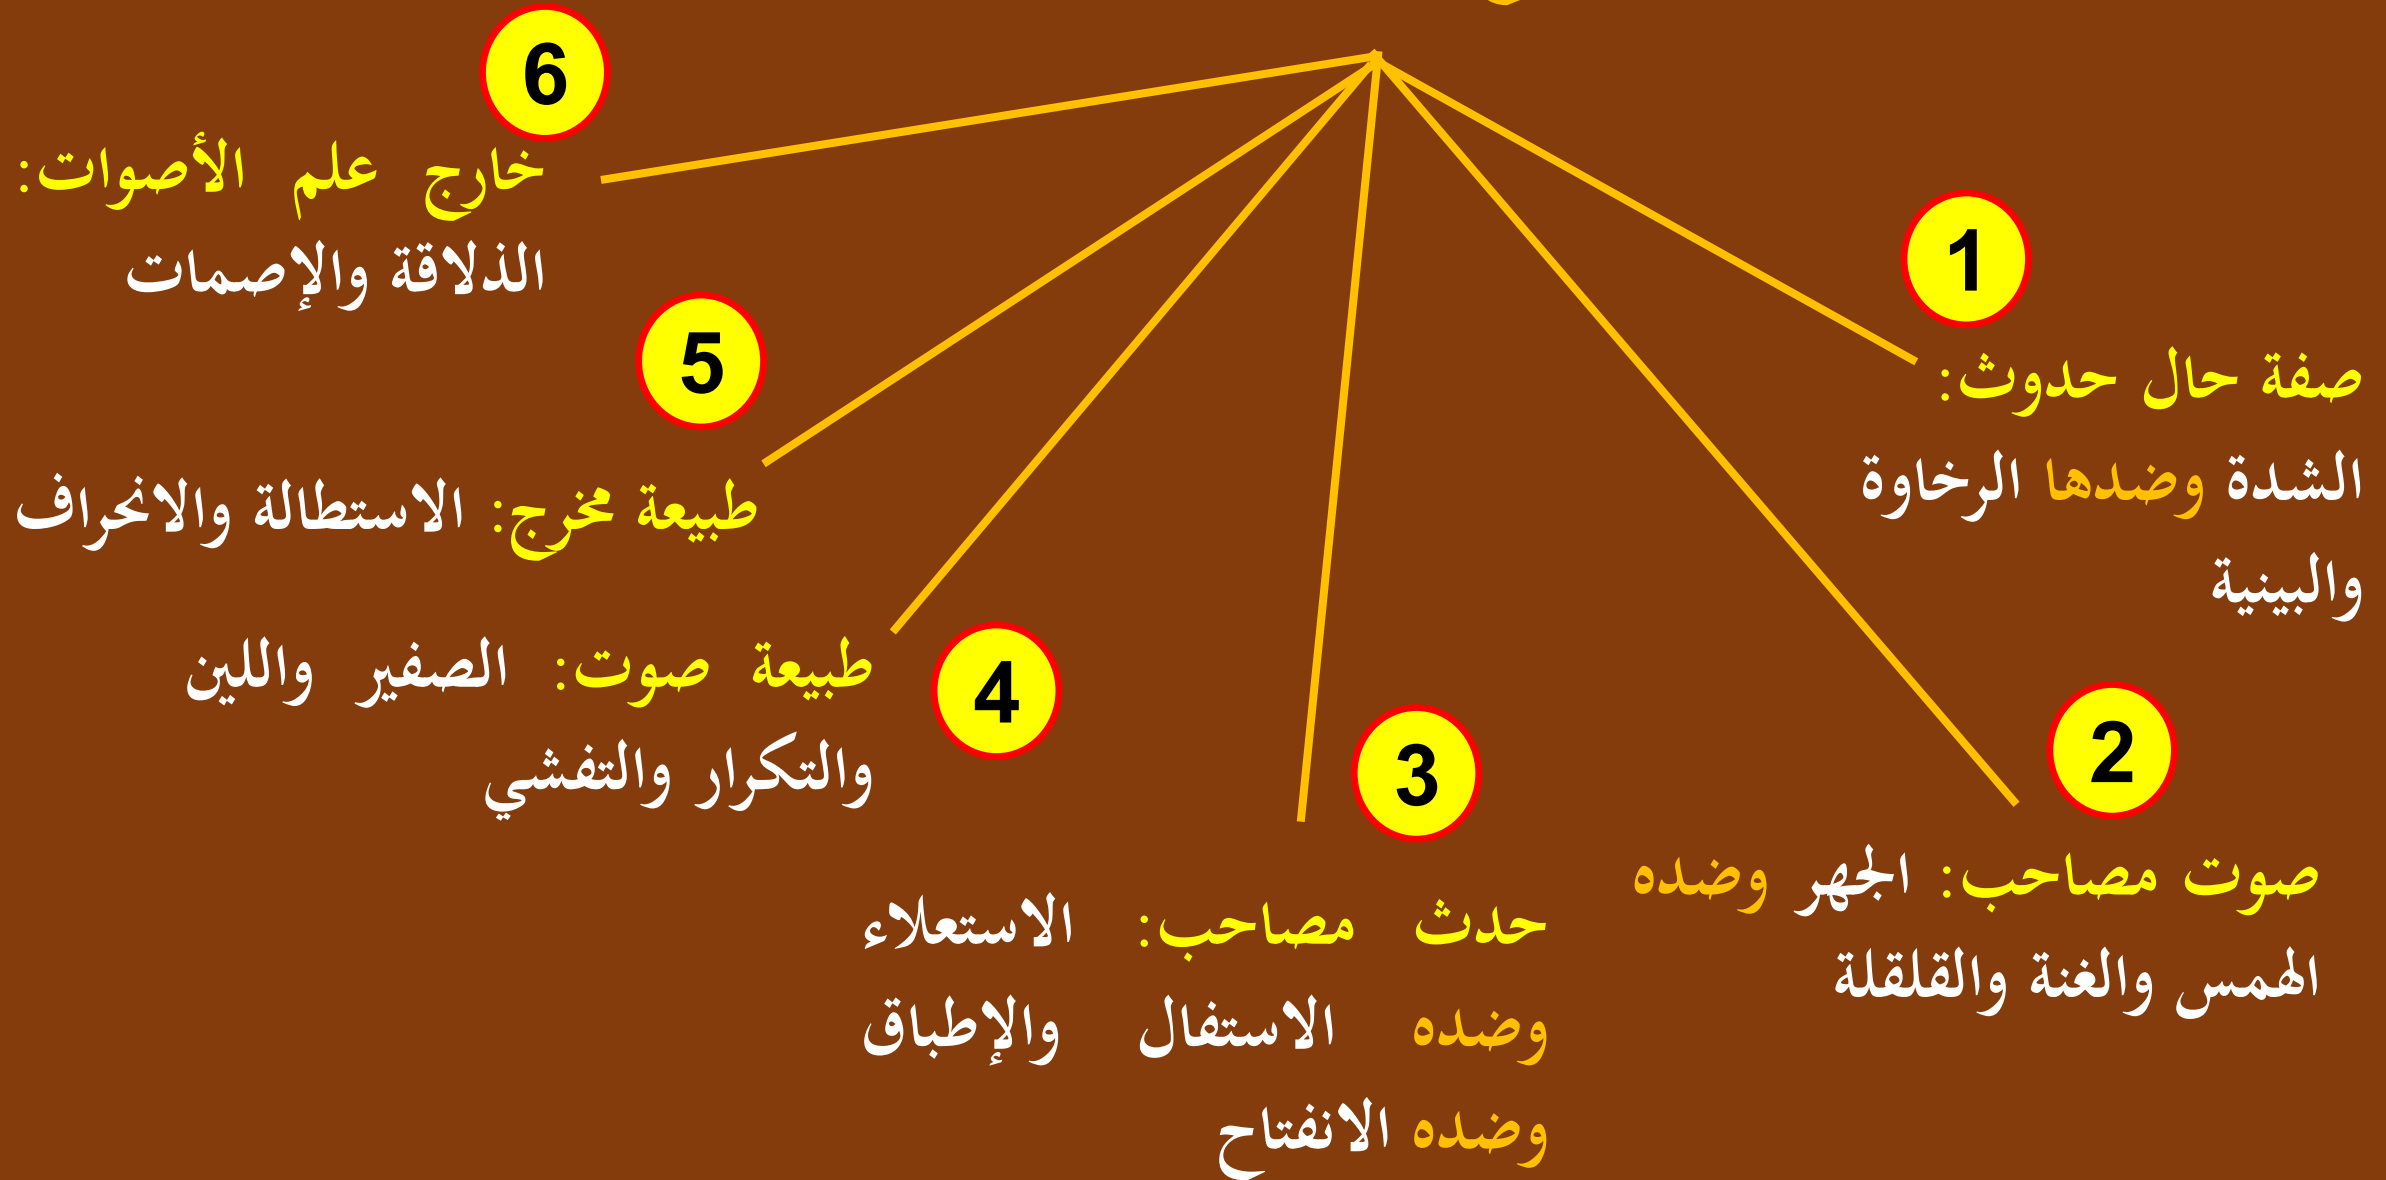 1
صفة حال حدوث:
الشدة وضدها الرخاوة
والبينية
2
صوت مصاحب: الجهر وضده
الهمس والغنة والقلقلة
3
حدث مصاحب: الاستعلاء
وضده الاستفال والإطباق
وضده الانفتاح
4
طبيعة صوت: الصفير واللين
والتكرار والتفشي
5
طبيعة مخرج: الاستطالة والانحراف
6
خارج علم الأصوات:
الذلاقة والإصمات